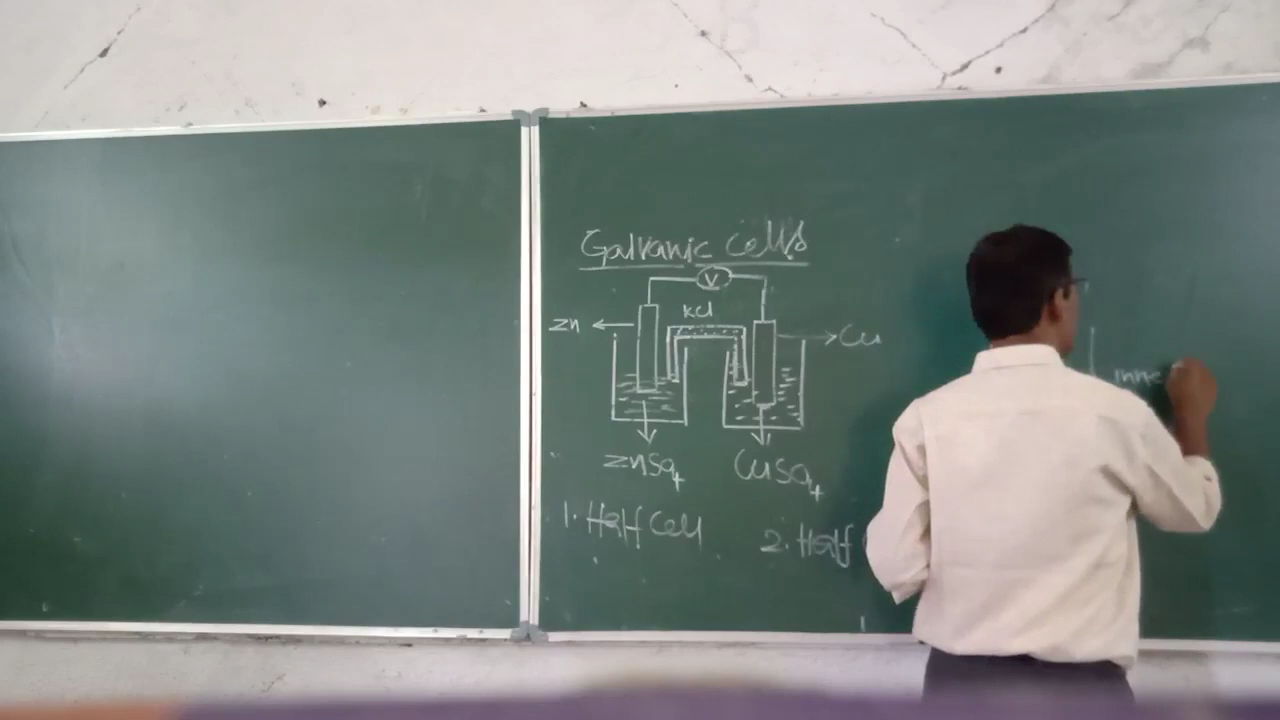 Galvanic Cells
V
KCl
Zn
Cu
ZnSO4
CuSO4
1. Half Cell
2. Half